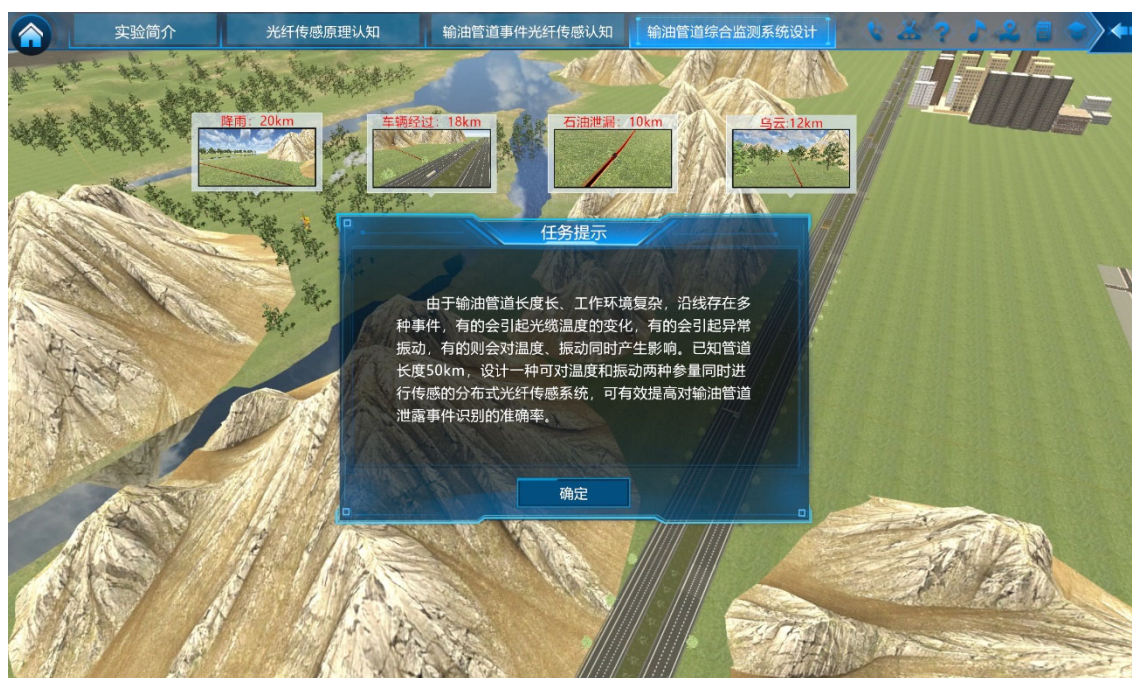 实验简介
光纤传感原理认知
输油管道事件光纤传感认知
输油管道综合监测系统设计
降雨：20km
车辆经过：18km
石油泄漏：10km
乌云:12km
任务提示
由于输油管道长度长、工作环境复杂，沿线存在多
种事件，有的会引起光缆温度的变化，有的会引起异常
振动，有的则会对温度、振动同时产生影响。已知管道
长度50km，设计一种可对温度和振动两种参量同时进
行传感的分布式光纤传感系统，可有效提高对输油管道
泄露事件识别的准确率。
确定